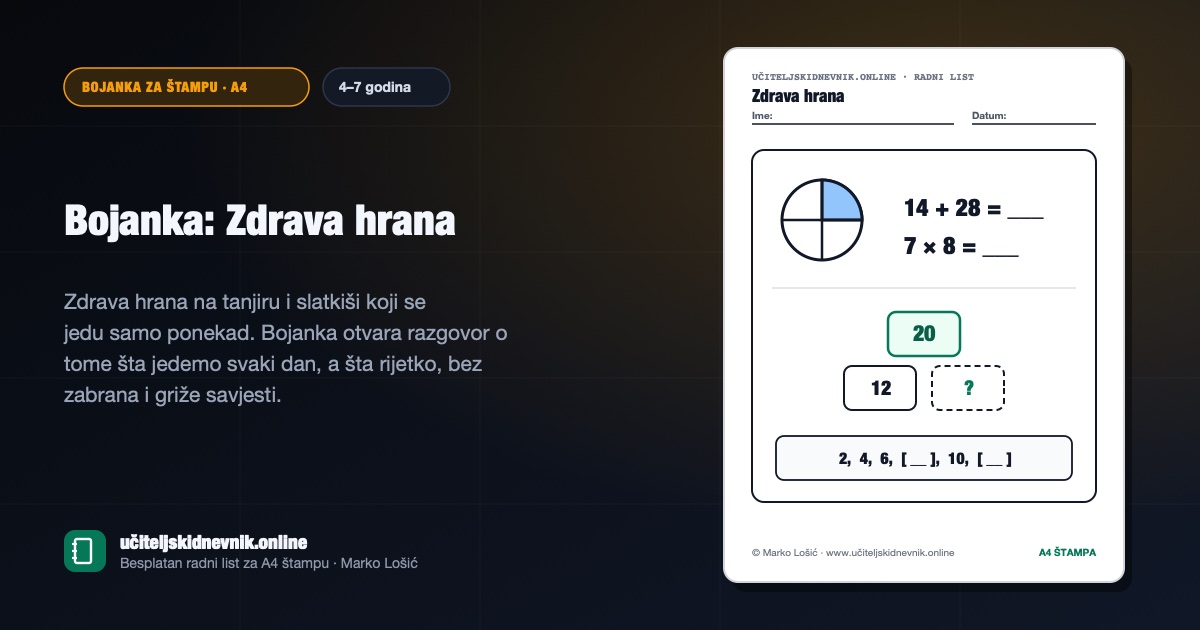 BOJANKA ZA ŠTAMPU · A4
4–7 godina
Bojanka: Zdrava hrana
Zdrava hrana na tanjiru i slatkiši koji se
jedu samo ponekad. Bojanka otvara razgovor o
tome šta jedemo svaki dan, a šta rijetko, bez
zabrana i griže savjesti.
učiteljskidnevnik.online
Besplatan radni list za A4 štampu · Marko Lošić
UČITELJSKIDNEVNIK.ONLINE · RADNI LIST
Zdrava hrana
Ime:
Datum:
14 + 28 = ___
7 × 8 = ___
20
12
?
2, 4, 6, [ __ ], 10, [ __ ]
© Marko Lošić · www.učiteljskidnevnik.online
A4 ŠTAMPA